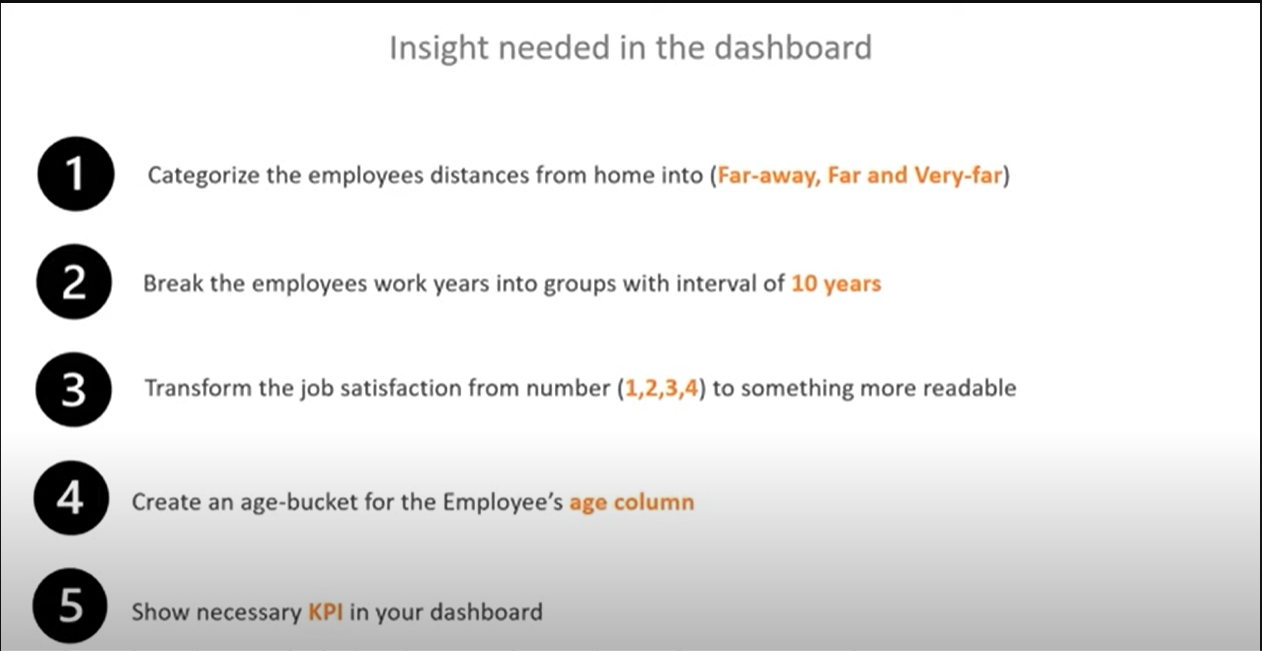 Insight needed in the dashboard
1
Categorize the employees distances from home into (Far-away, Far and Very-far)
2
Break the employees work years into groups with interval of 10 years
3
Transform the job satisfaction from number (1,2,3,4) to something more readable
4
Create an age-bucket for the Employee’s age column
5
Show necessary KPI in your dashboard